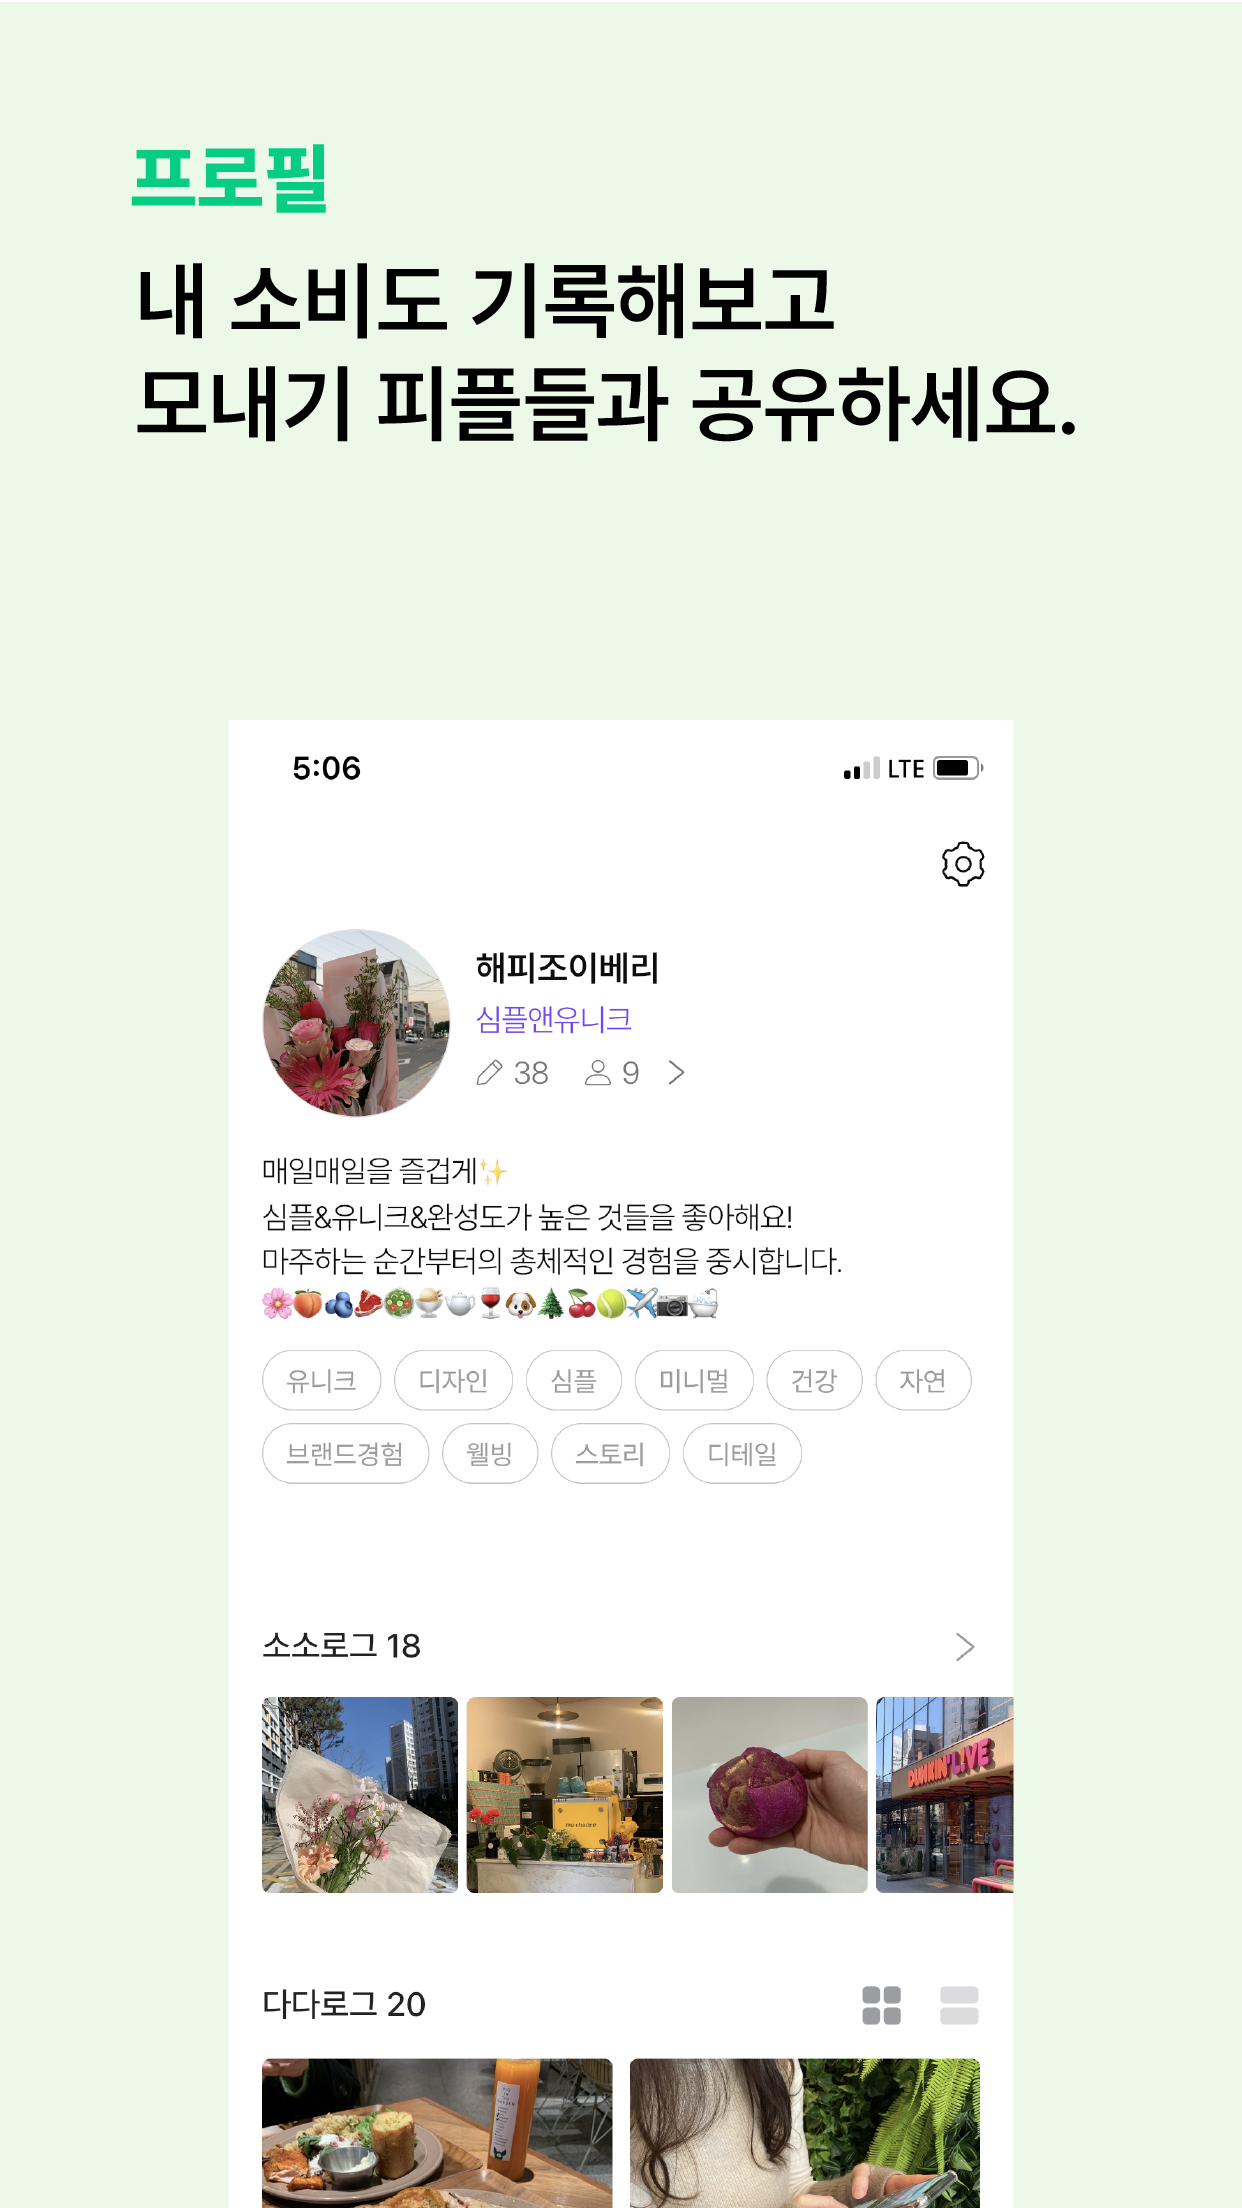 프로필
내 소비도 기록해보고
모내기 피플들과 공유하세요.
5:06 LTE
해피조이베리
심플앤유니크
38 9
매일매일을 즐겁게✨
심플&유니크&완성도가 높은 것들을 좋아해요!
마주하는 순간부터의 총체적인 경험을 중시합니다.
🌸🍑🫐🥩🥗🍨🫖🍷🐶🌲🍒🎾✈️📷🛁
유니크 디자인 심플 미니멀 건강 자연
브랜드경험 웰빙 스토리 디테일
소소로그 18
DUNKIN' LIVE
다다로그 20